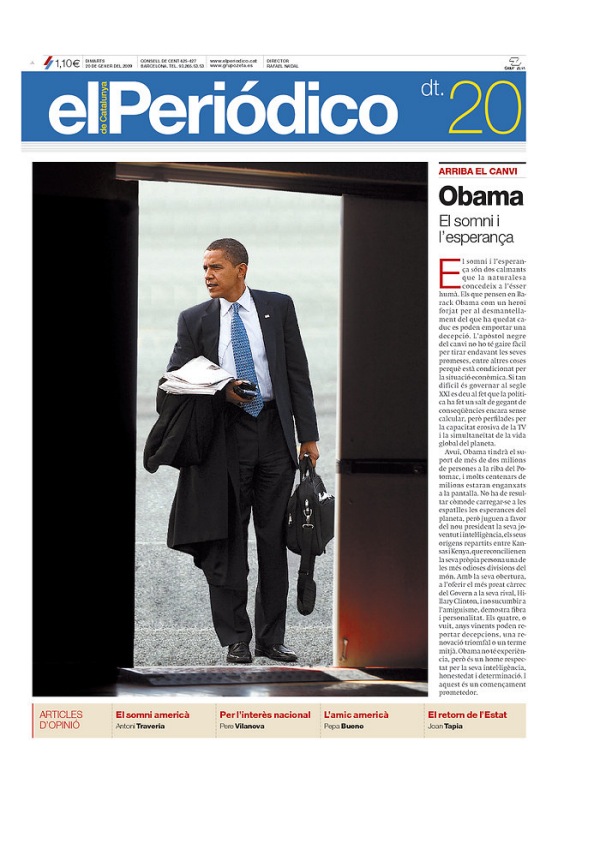 1,10€
DIMARTS
20 DE GENER DEL 2009
CONSELL DE CENT 425-427
BARCELONA. TEL. 93.265.53.53
www.elperiodico.cat
www.grupozeta.es
DIRECTOR
RAFAEL NADAL
el Periódico
de Catalunya
dt. 20
ARRIBA EL CANVI
Obama
El somni i
l'esperança
El somni i l'esperan-
ça són dos calmants
que la naturalesa
concedeix a l'ésser
humà. Els que pensen en Ba-
rack Obama com un heroi
forjat per al desmantella-
ment del que ha quedat ca-
duc es poden emportar una
decepció. L'apòstol negre
del canvi no ho té gaire fàcil
per tirar endavant les seves
promeses, entre altres coses
perquè està condicionat per
la situació econòmica. Si tan
difícil és governar al segle
XXI es deu al fet que la políti-
ca ha fet un salt de gegant de
conseqüències encara sense
calcular, però perfilades per
la capacitat erosiva de la TV
i la simultaneïtat de la vida
global del planeta.
Avui, Obama tindrà el su-
port de més de dos milions
de persones a la riba del Po-
tomac, i molts centenars de
milions estaran enganxats
a la pantalla. No ha de resul-
tar còmode carregar-se a les
espatlles les esperances del
planeta, però juguen a favor
del nou president la seva jo-
ventut i intel·ligència, els seus
orígens repartits entre Kan-
sas i Kenya, que reconcilien en
la seva pròpia persona una de
les més odioses divisions del
món. Amb la seva obertura,
a l'oferir el més preat càrrec
del Govern a la seva rival, Hi-
llary Clinton, i no sucumbir a
l'amiguisme, demostra fibra
i personalitat. Els quatre, o
vuit, anys vinents poden re-
portar decepcions, una re-
novació triomfal o un terme
mitjà. Obama no té experièn-
cia, però és un home respec-
tat per la seva intel·ligència,
honestedat i determinació. I
aquest és un començament
prometedor.
ARTICLES
D'OPINIÓ
El somni americà
Antoni Traveria
Per l'interès nacional
Pere Vilanova
L'amic americà
Pepa Bueno
El retorn de l'Estat
Joan Tapia